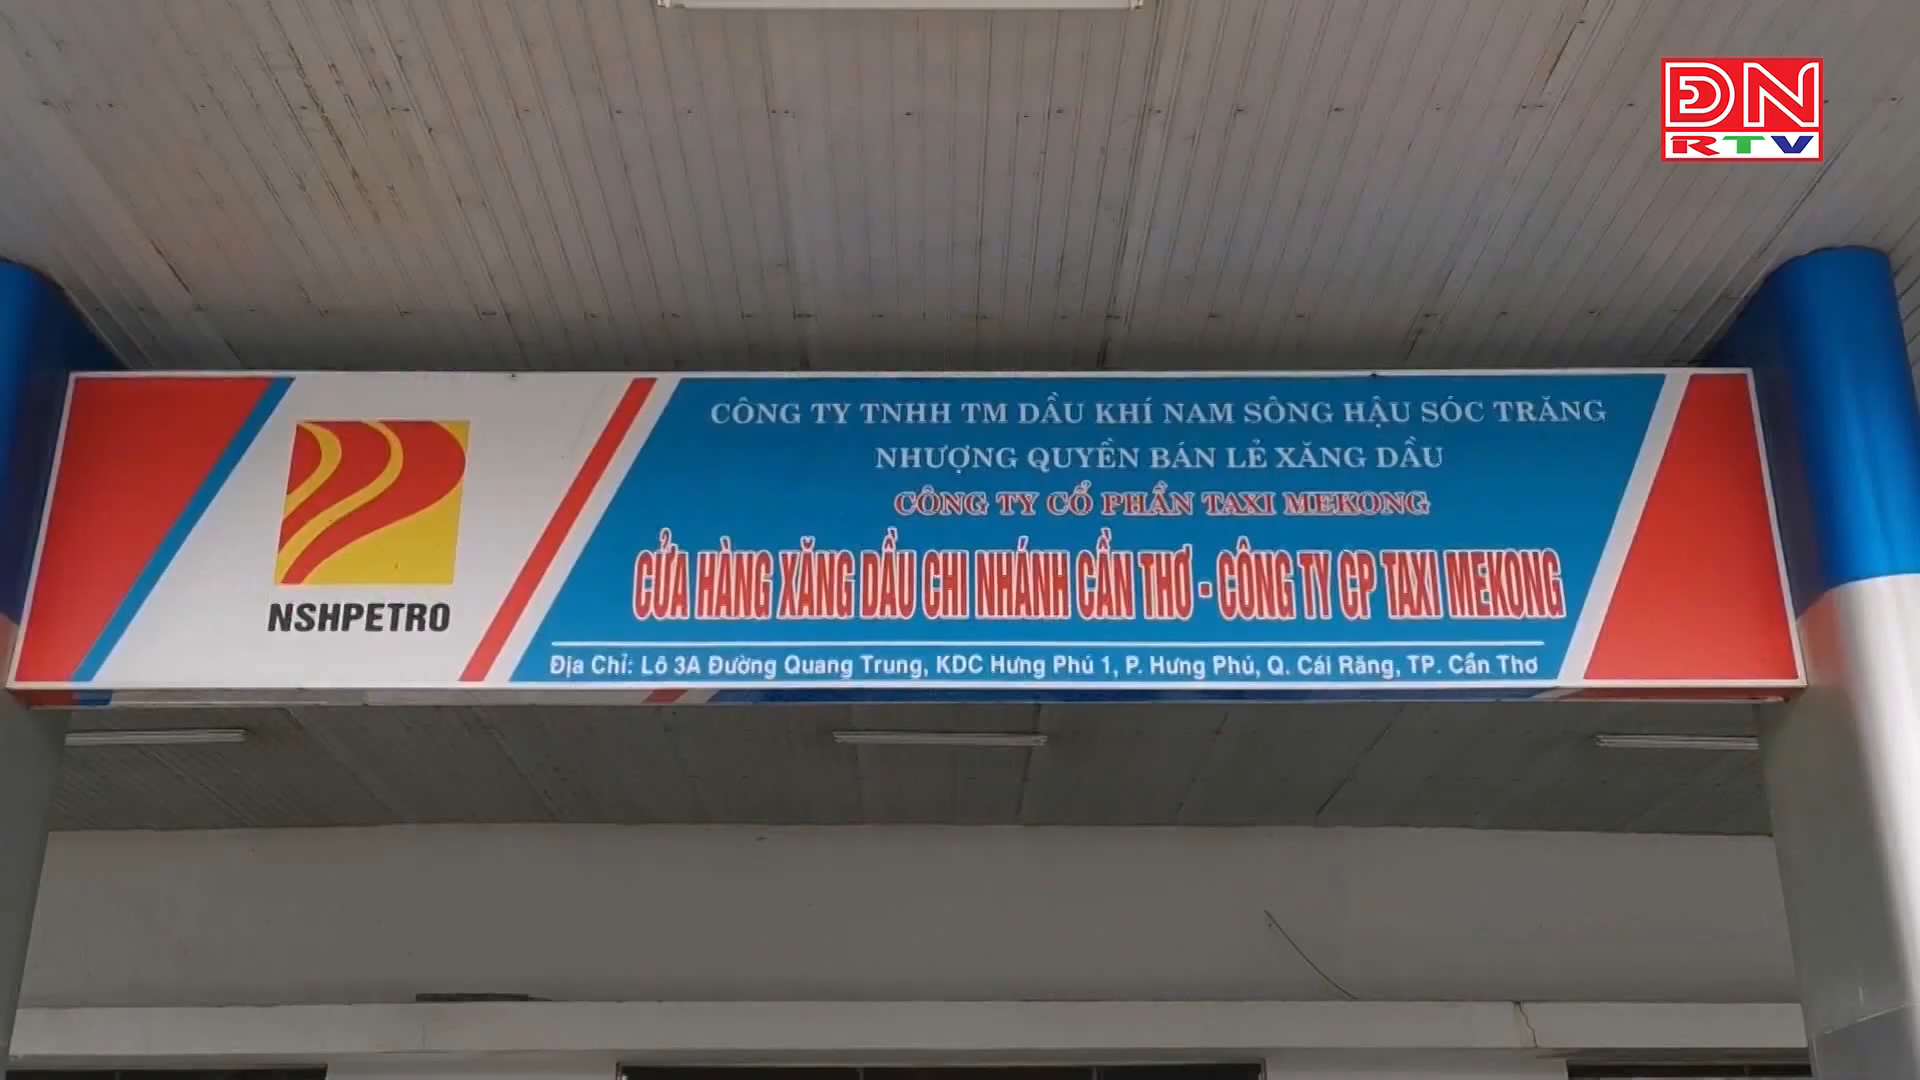 ĐN
RTV
CÔNG TY TNHH TM DẦU KHÍ NAM SÔNG HẬU SÓC TRĂNG
NHƯỢNG QUYỀN BÁN LẺ XĂNG DẦU
CÔNG TY CỔ PHẦN TAXI MEKONG
CỬA HÀNG XĂNG DẦU CHI NHÁNH CẦN THƠ - CÔNG TY CP TAXI MEKONG
NSHPETRO
Địa Chỉ: Lô 3A Đường Quang Trung, KDC Hưng Phú 1, P. Hưng Phú, Q. Cái Răng, TP. Cần Thơ